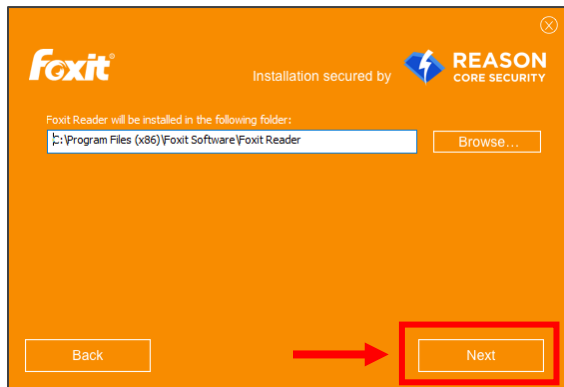 Foxit®
Installation secured by
REASON
CORE SECURITY
Foxit Reader will be installed in the following folder:
C:\Program Files (x86)\Foxit Software\Foxit Reader
Browse...
Back
Next